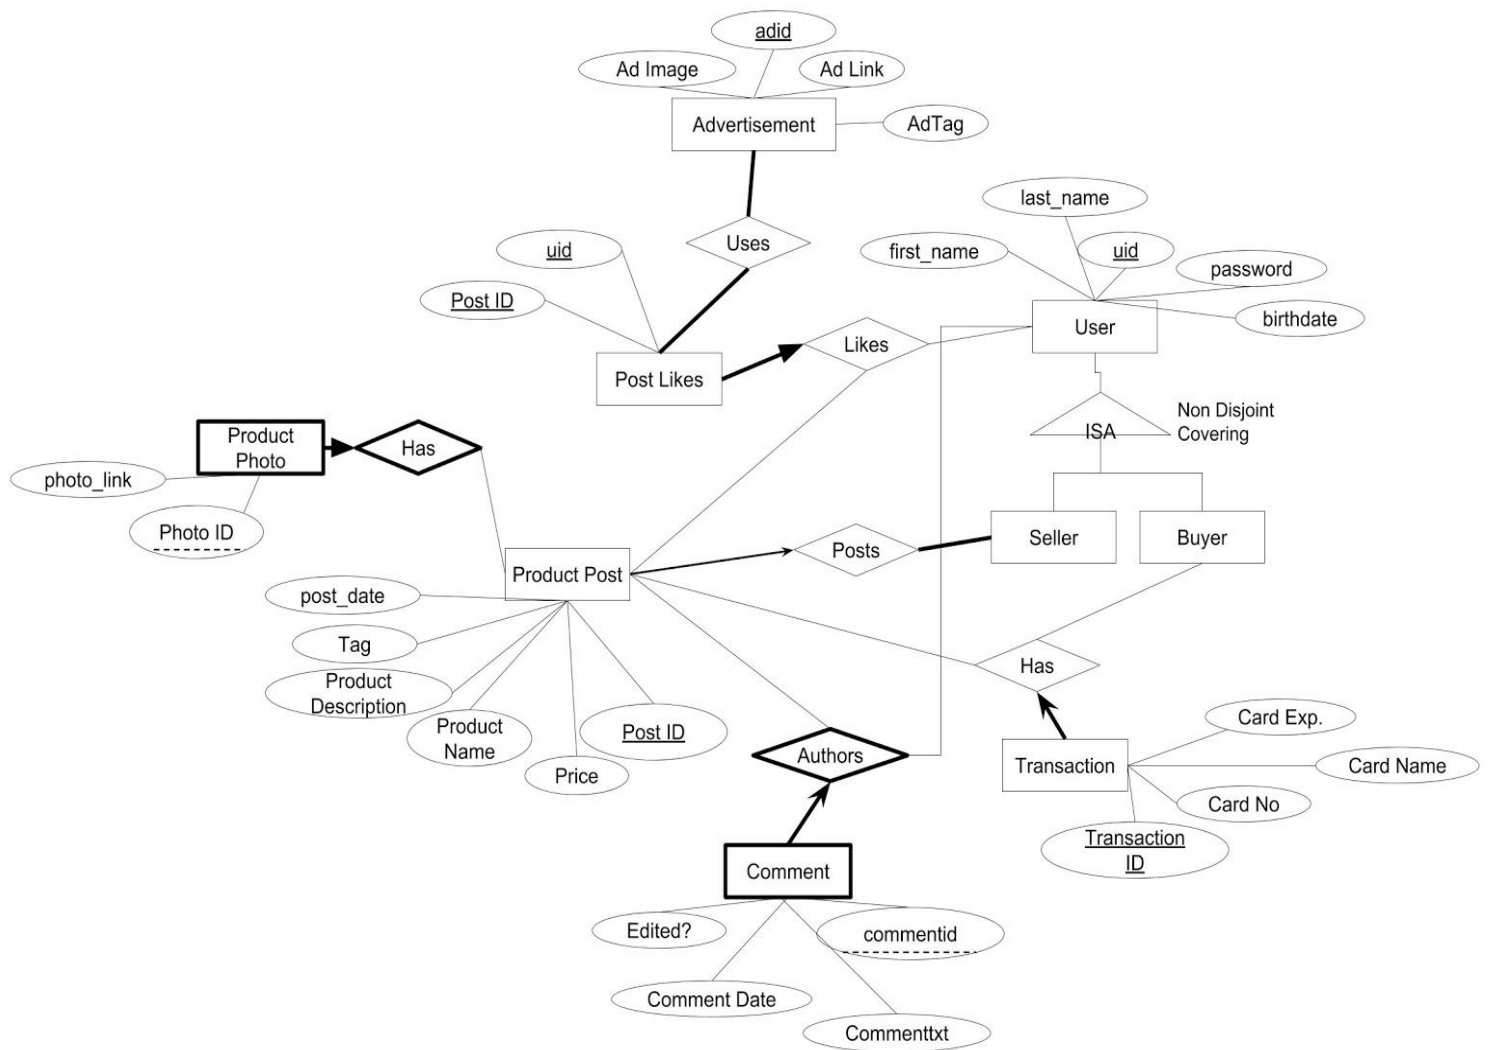 adid
Ad Image
Ad Link
Advertisement
AdTag
last_name
uid
Uses
first_name
uid
password
Post ID
birthdate
User
Likes
Post Likes
Non Disjoint
Covering
ISA
Product
Photo
Has
photo_link
Photo ID
Posts
Seller
Buyer
Product Post
post_date
Tag
Product
Description
Product
Name
Post ID
Price
Has
Authors
Card Exp.
Transaction
Card Name
Card No
Transaction
ID
Comment
Edited?
commentid
Comment Date
Commenttxt